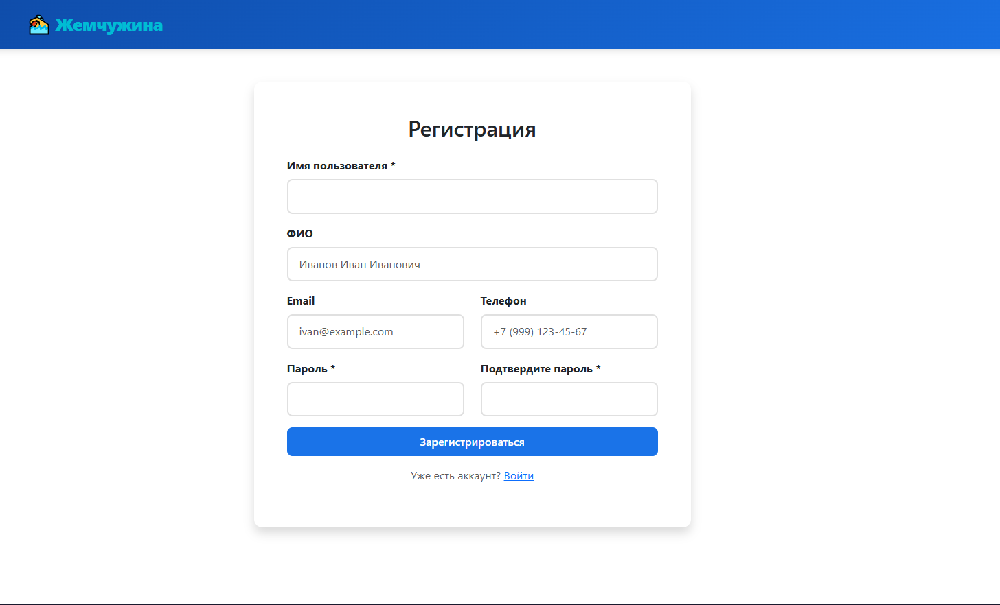 Жемчужина
Регистрация
Имя пользователя *
ФИО
Иванов Иван Иванович
Email
Телефон
ivan@example.com
+7 (999) 123-45-67
Пароль *
Подтвердите пароль *
Зарегистрироваться
Уже есть аккаунт? Войти